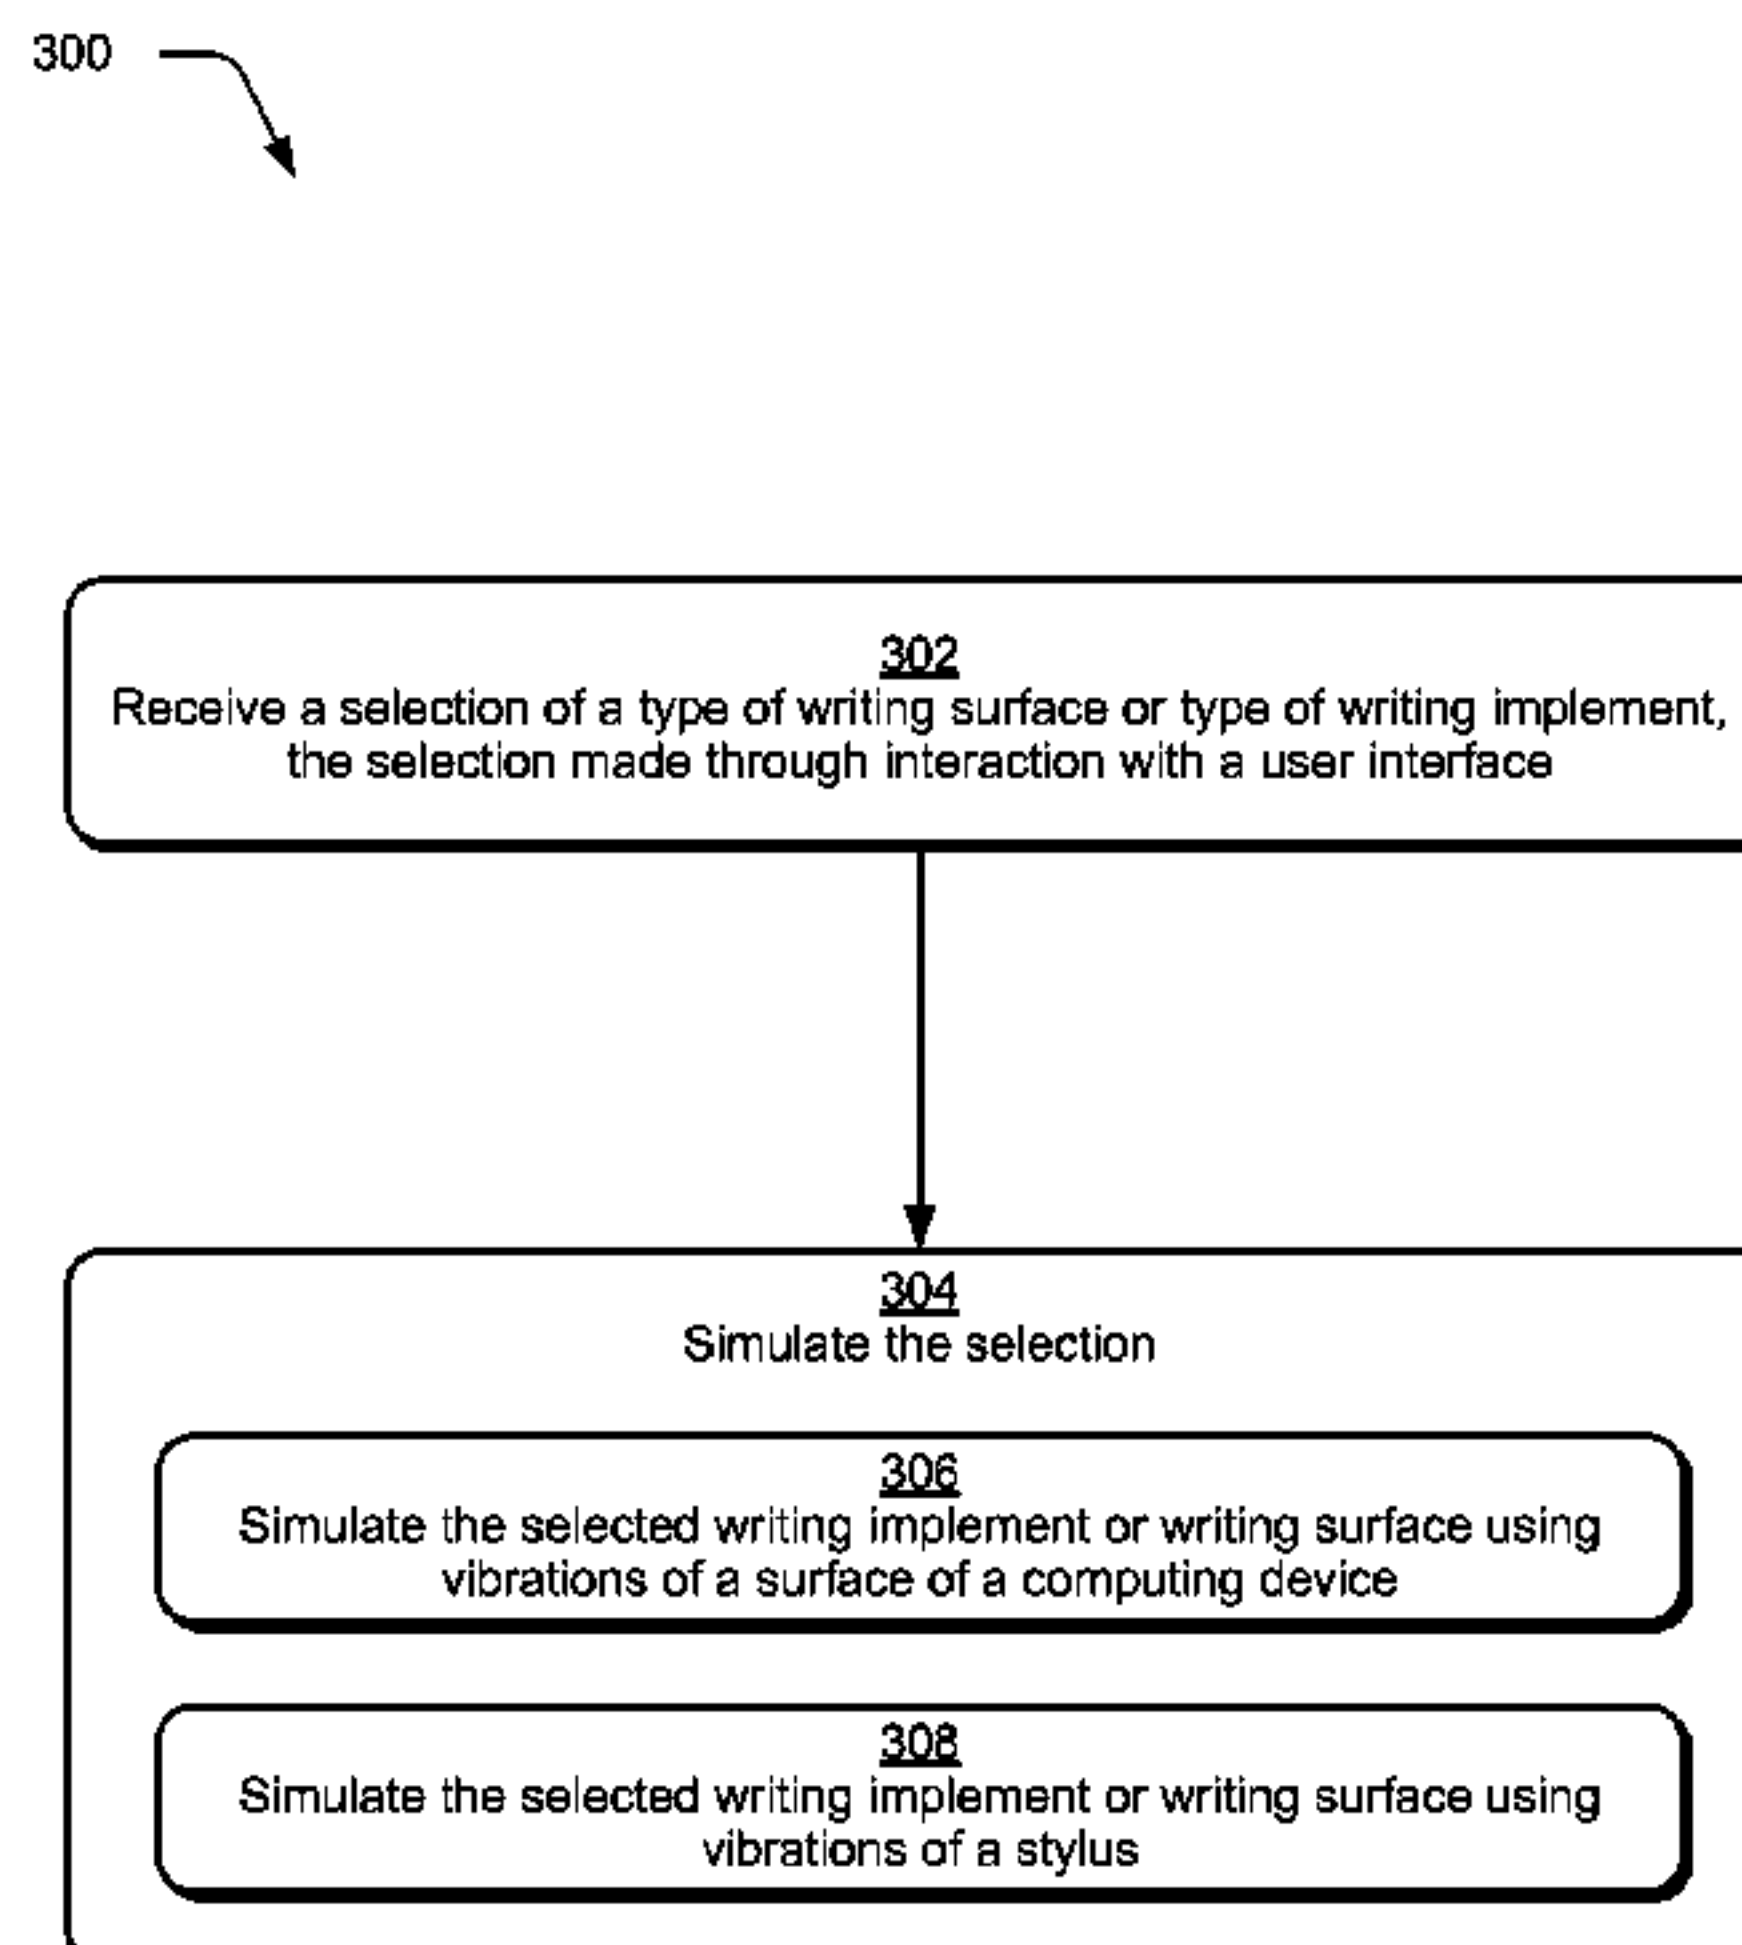 300
302
Receive a selection of a type of writing surface or type of writing implement,
the selection made through interaction with a user interface
304
Simulate the selection
306
Simulate the selected writing implement or writing surface using
vibrations of a surface of a computing device
308
Simulate the selected writing implement or writing surface using
vibrations of a stylus